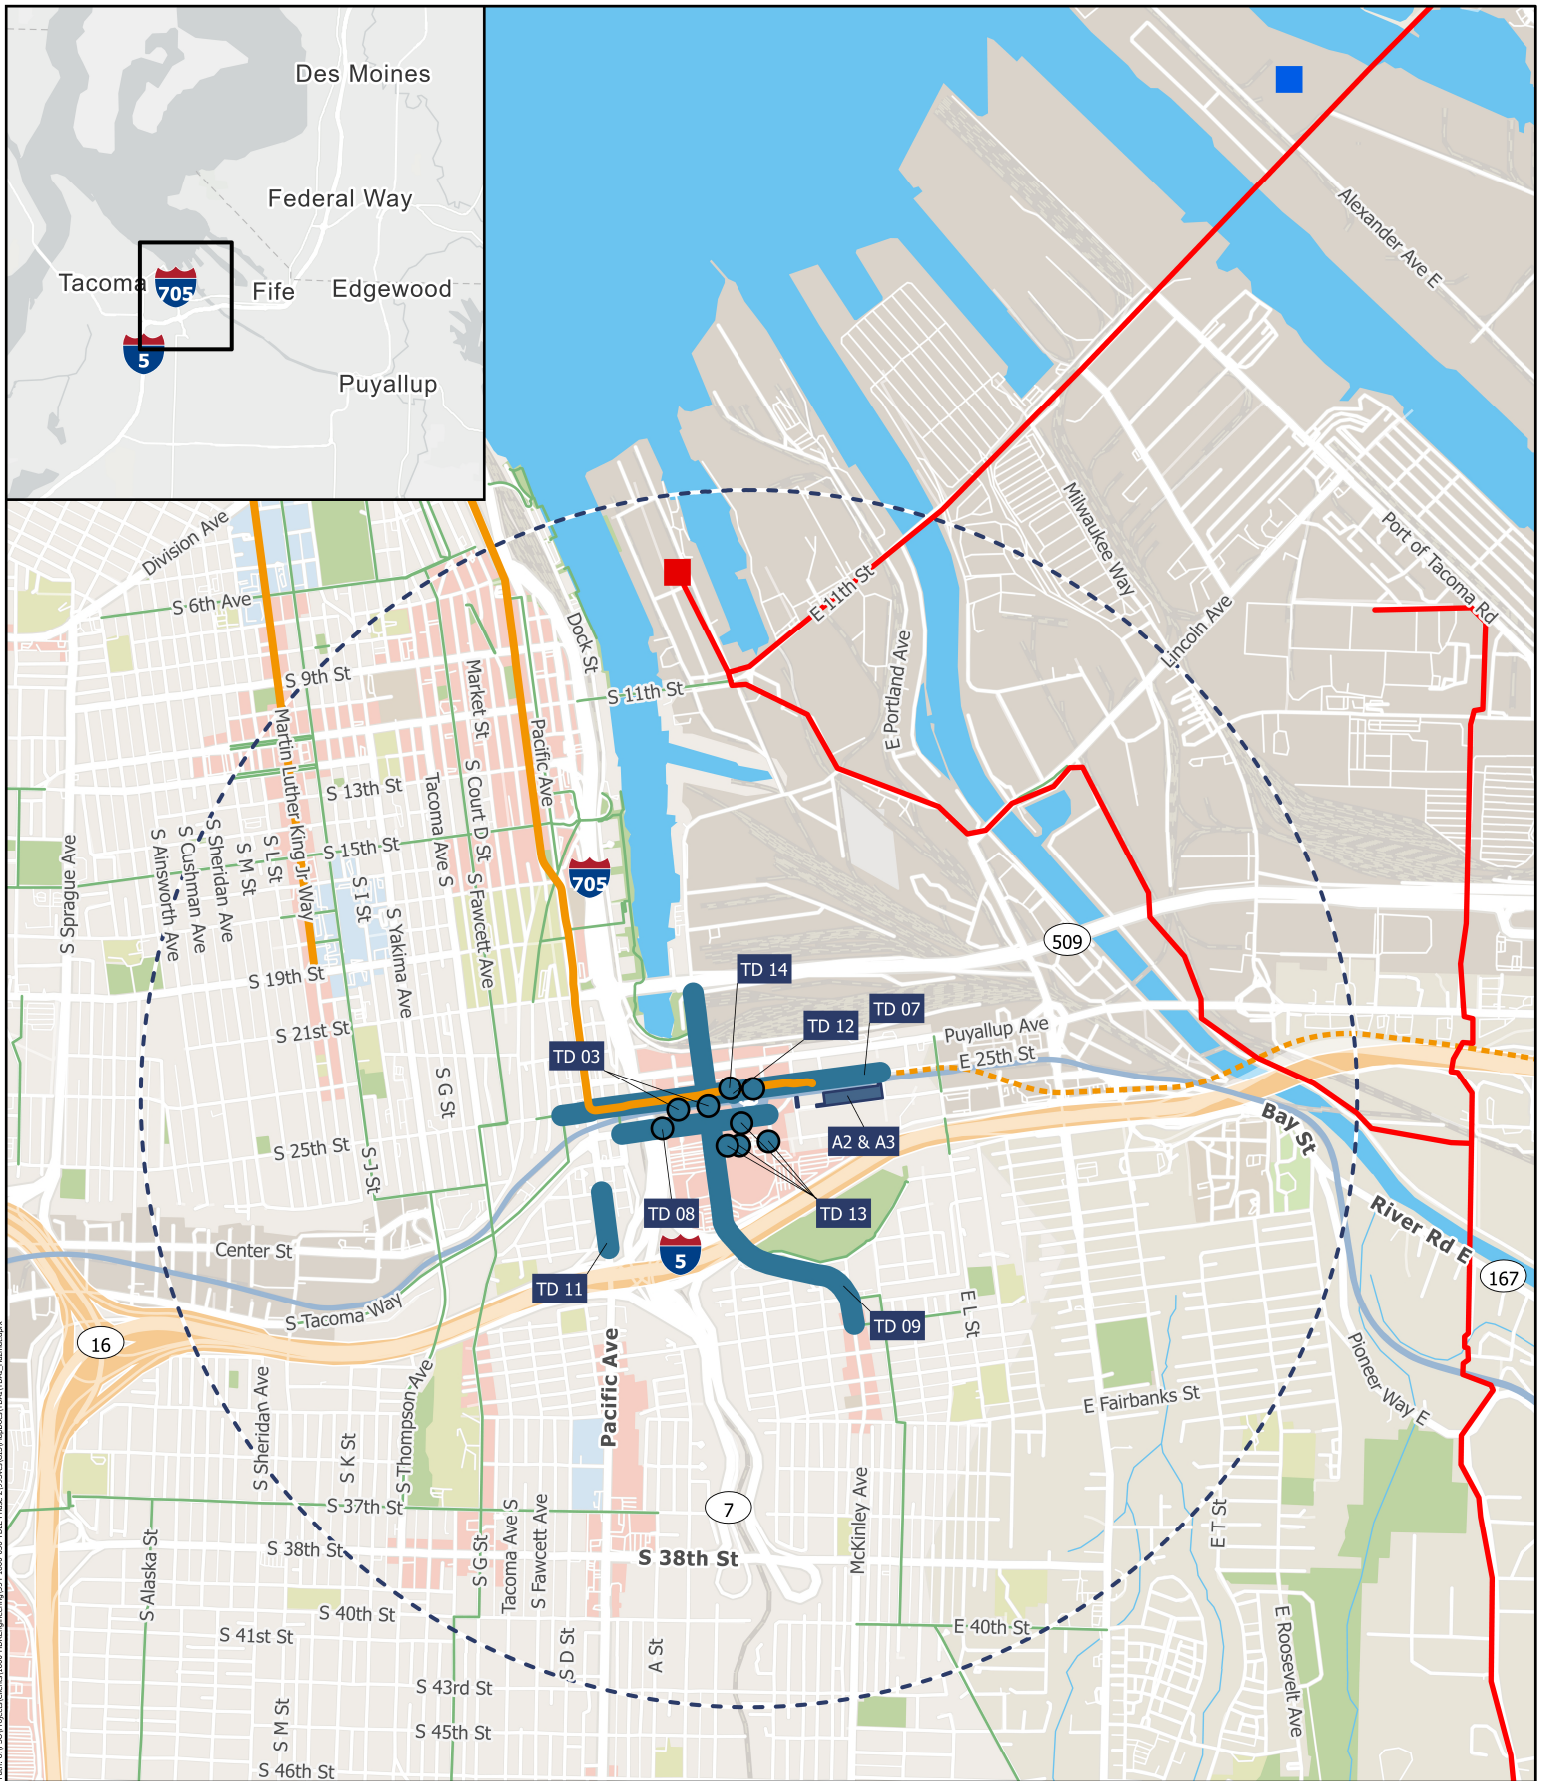 Des Moines
Federal Way
Tacoma
705
Fife
Edgewood
5
Puyallup
Alexander Ave E
Division Ave
S 6th Ave
Milwaukee Way
Port of Tacoma Rd
E 11th St
Dock St
Lincoln Ave
E Portland Ave
S 9th St
Market St
S 11th St
Martin Luther King Jr Way
Pacific Ave
S 13th St
Tacoma Ave S
S Court D St
S 15th St
S Sprague Ave
S Ainsworth Ave
S Cushman Ave
S Sheridan Ave
S M St
S L St
S I St
S Yakima Ave
S Fawcett Ave
705
509
S 19th St
TD 14
TD 12
TD 07
S 21st St
TD 03
Puyallup Ave
E 25th St
S G St
S 25th St
S J St
A2 & A3
Bay St
TD 08
TD 13
River Rd E
Center St
5
TD 11
167
S Tacoma Way
TD 09
E L St
16
Pioneer Way E
S Sheridan Ave
S K St
S Thompson Ave
Pacific Ave
E Fairbanks St
S 37th St
7
McKinley Ave
E T St
S Alaska St
S 38th St
S G St
Tacoma Ave S
S Fawcett Ave
S 38th St
S 40th St
S 41st St
S D St
A St
E 40th St
E Roosevelt Ave
S 43rd St
S M St
S 45th St
S 46th St